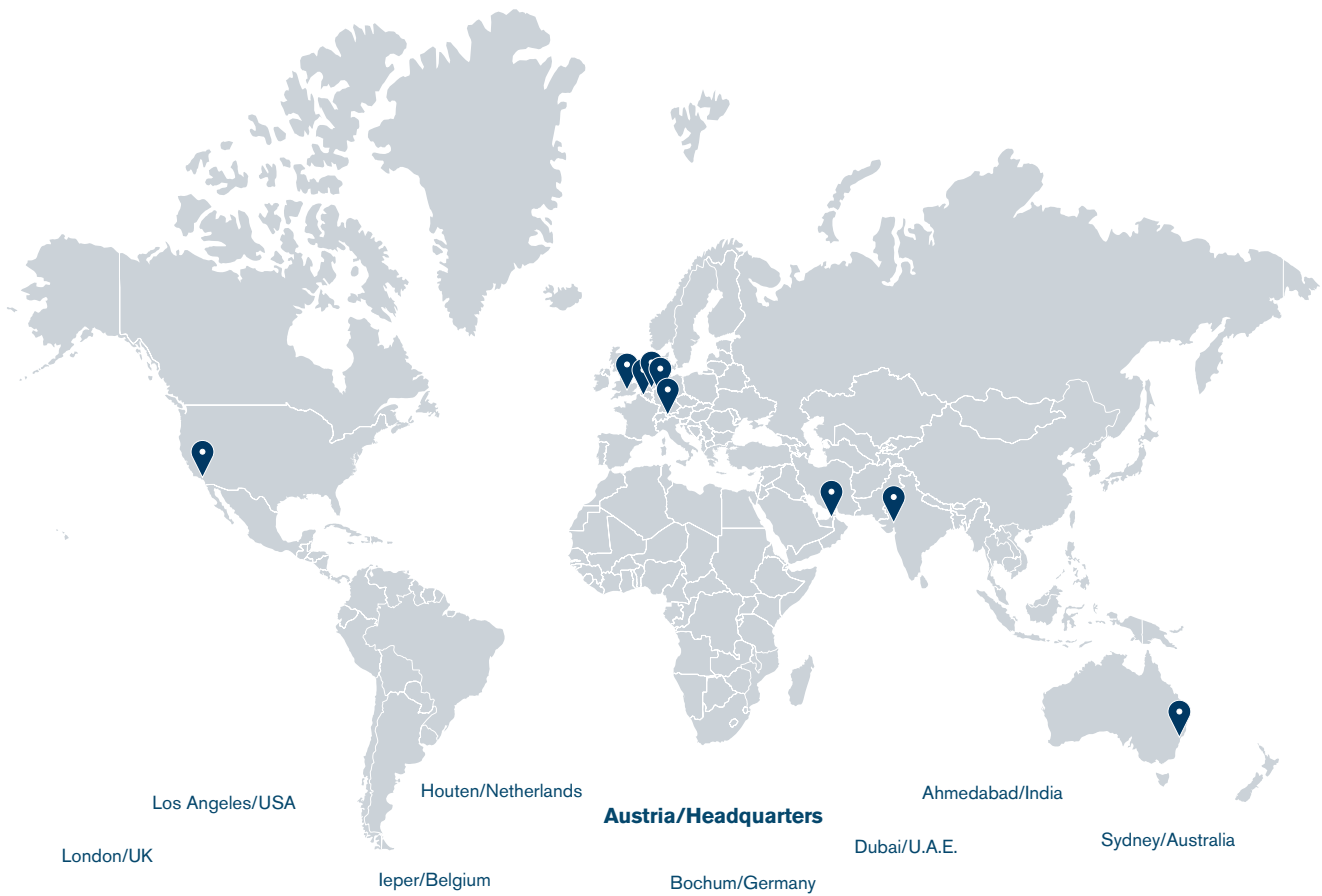 Houten/Netherlands
Ahmedabad/India
Los Angeles/USA
Austria/Headquarters
Sydney/Australia
Dubai/U.A.E.
London/UK
Ieper/Belgium
Bochum/Germany